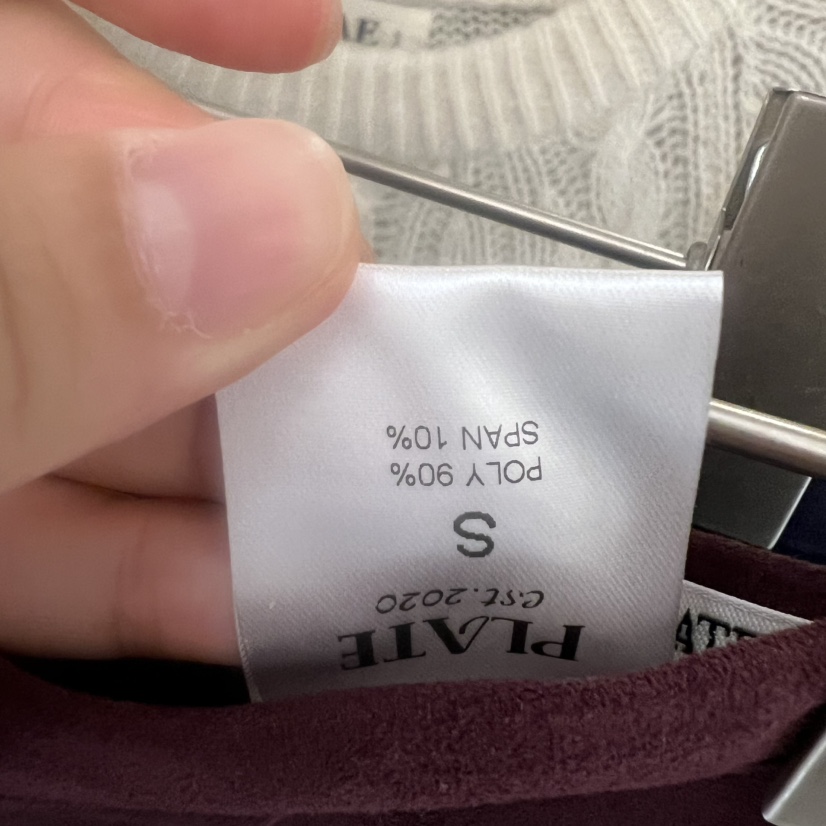 PLATE
est.2020
S
POLY 90%
SPAN 10%